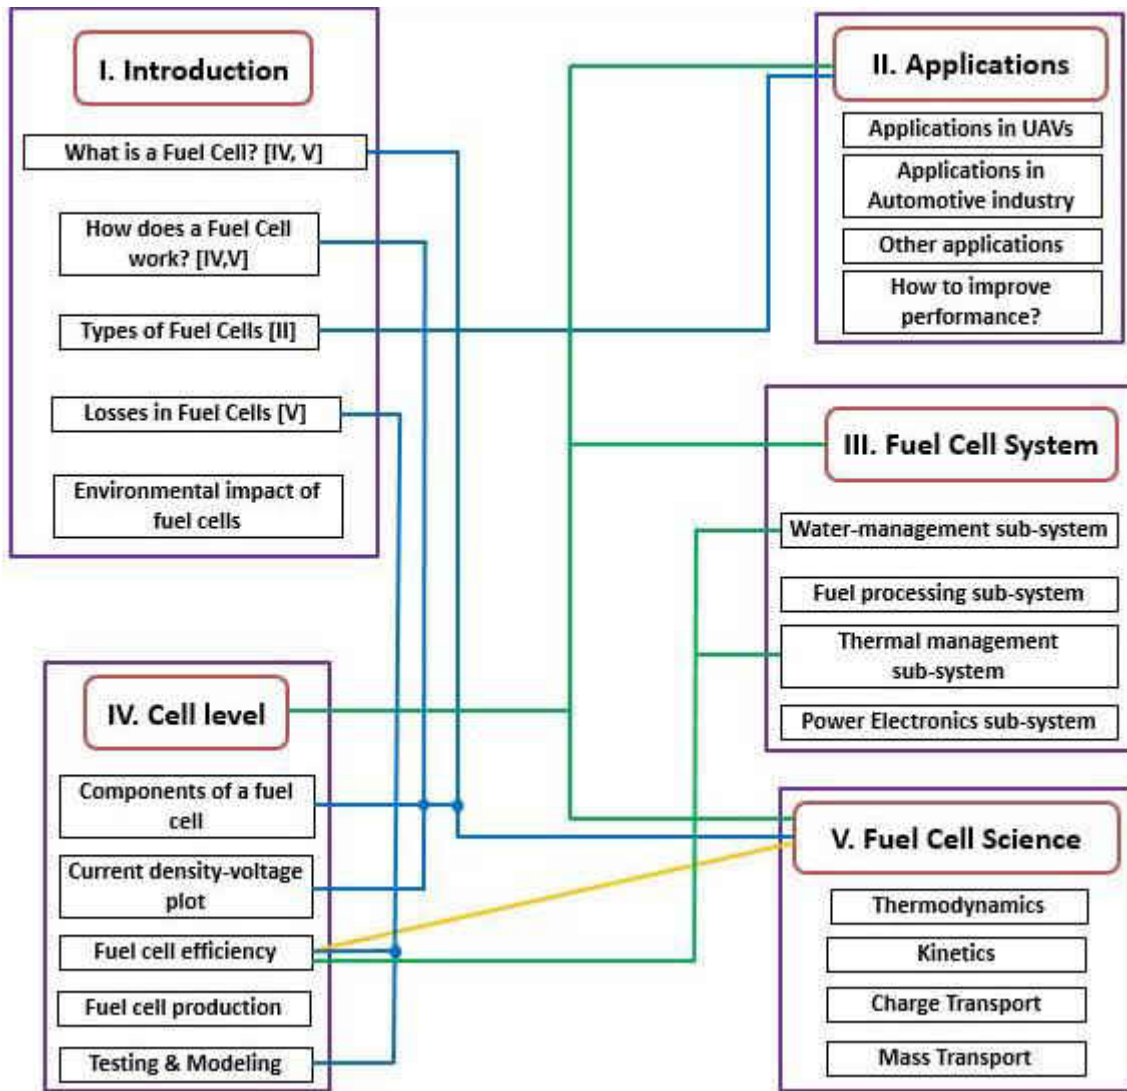 I. Introduction
What is a Fuel Cell? [IV, V]
How does a Fuel Cell
work? [IV,V]
Types of Fuel Cells [II]
Losses in Fuel Cells [V]
Environmental impact of
fuel cells
II. Applications
Applications in UAVs
Applications in
Automotive industry
Other applications
How to improve
performance?
III. Fuel Cell System
Water-management sub-system
Fuel processing sub-system
Thermal management
sub-system
Power Electronics sub-system
IV. Cell level
Components of a fuel
cell
Current density-voltage
plot
Fuel cell efficiency
Fuel cell production
Testing & Modeling
V. Fuel Cell Science
Thermodynamics
Kinetics
Charge Transport
Mass Transport